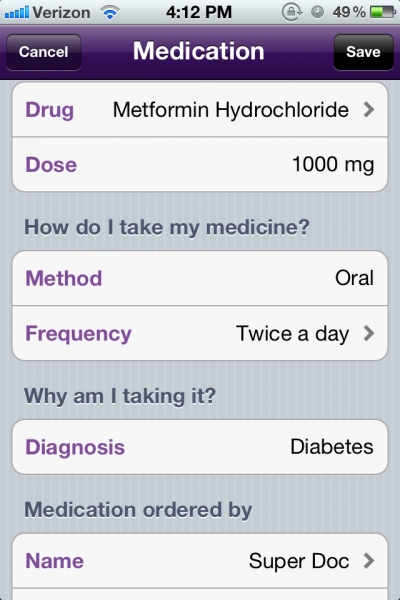 Verizon 4:12 PM 49%
Cancel Medication Save
Drug Metformin Hydrochloride
Dose 1000 mg
How do I take my medicine?
Method Oral
Frequency Twice a day
Why am I taking it?
Diagnosis Diabetes
Medication ordered by
Name Super Doc